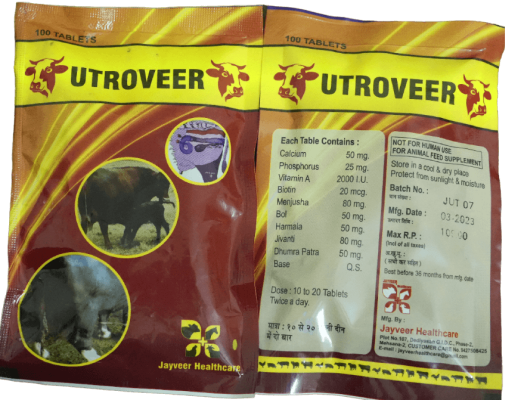 100 TABLETS
UTROVEER
Jayveer Healthcare
100 TABLETS
UTROVEER
Each Table Contains :
Calcium 50 mg.
Phosphorus 25 mg.
Vitamin A 2000 I.U.
Biotin 20 mcg.
Menjusha 80 mg.
Bol 50 mg.
Harmala 50 mg.
Jivanti 80 mg.
Dhumra Patra 50 mg.
Base Q.S.
Dose : 10 to 20 Tablets
Twice a day.
मात्रा : १० से २०
में दो बार
NOT FOR HUMAN USE
FOR ANIMAL FEED SUPPLEMENT
Store in a cool & dry place
Protect from sunlight & moisture
Batch No. : JUT 07
Mfg. Date : 03-2023
Max R.P. :
(Incl of all taxes)
Best before 36 months from mfg. date
Mfg. By :
Jayveer Healthcare